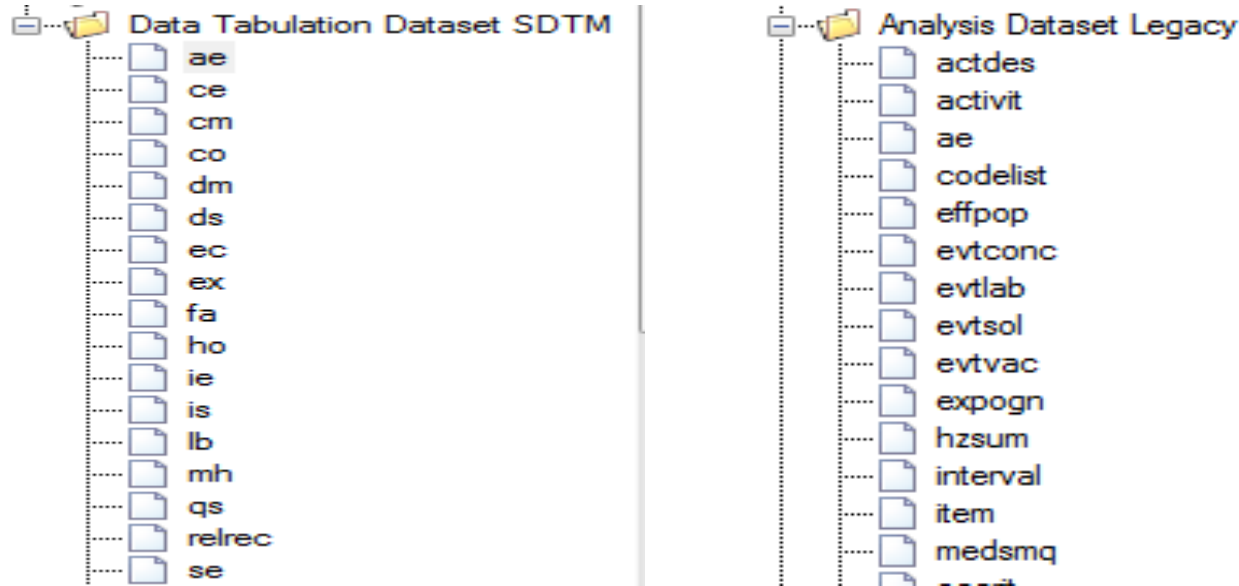 Data Tabulation Dataset SDTM
ae
ce
cm
co
dm
ds
ec
ex
fa
ho
ie
is
lb
mh
qs
relrec
se
Analysis Dataset Legacy
actdes
activit
ae
codelist
effpop
evtconc
evtlab
evtsol
evtvac
expogn
hzsum
interval
item
medsmq